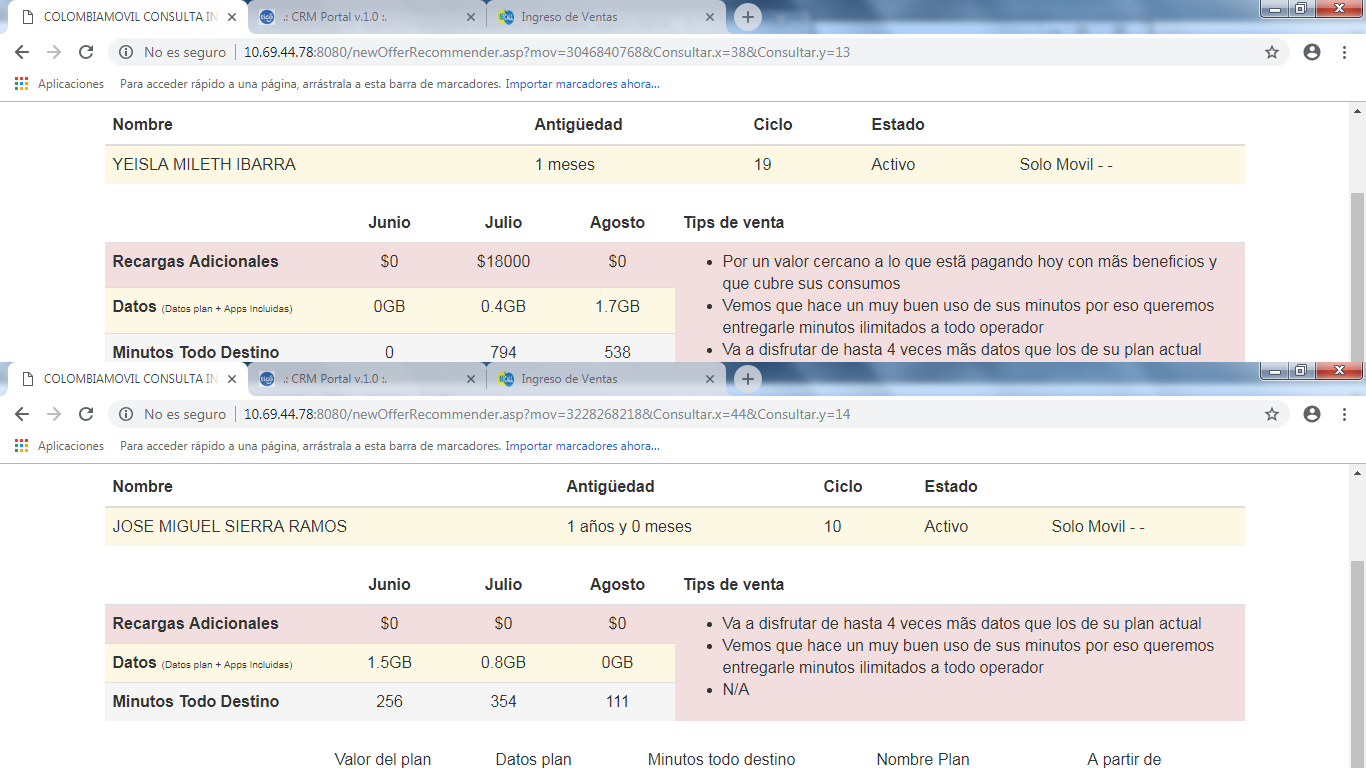 COLOMBIAMOVIL CONSULTA IN
.: CRM Portal v.1.0 :.
Ingreso de Ventas
No es seguro | 10.69.44.78:8080/newOfferRecommender.asp?mov=3046840768&Consultar.x=38&Consultar.y=13
Aplicaciones Para acceder rápido a una página, arrástrala a esta barra de marcadores. Importar marcadores ahora...
Nombre Antigüedad Ciclo Estado
YEISLA MILETH IBARRA 1 meses 19 Activo Solo Movil - -
Junio Julio Agosto Tips de venta
Recargas Adicionales $0 $18000 $0
• Por un valor cercano a lo que estã pagando hoy con mãs beneficios y
que cubre sus consumos
Datos (Datos plan + Apps Incluidas) 0GB 0.4GB 1.7GB
• Vemos que hace un muy buen uso de sus minutos por eso queremos
entregarle minutos ilimitados a todo operador
Minutos Todo Destino 0 794 538
• Va a disfrutar de hasta 4 veces mãs datos que los de su plan actual
COLOMBIAMOVIL CONSULTA IN
tigo
.: CRM Portal v.1.0 :.
Ingreso de Ventas
No es seguro | 10.69.44.78:8080/newOfferRecommender.asp?mov=3228268218&Consultar.x=44&Consultar.y=14
Aplicaciones Para acceder rápido a una página, arrástrala a esta barra de marcadores. Importar marcadores ahora...
Nombre Antigüedad Ciclo Estado
JOSE MIGUEL SIERRA RAMOS 1 años y 0 meses 10 Activo Solo Movil - -
Junio Julio Agosto Tips de venta
Recargas Adicionales $0 $0 $0
• Va a disfrutar de hasta 4 veces mãs datos que los de su plan actual
• Vemos que hace un muy buen uso de sus minutos por eso queremos
entregarle minutos ilimitados a todo operador
Datos (Datos plan + Apps Incluidas) 1.5GB 0.8GB 0GB
• N/A
Minutos Todo Destino 256 354 111
Valor del plan Datos plan Minutos todo destino Nombre Plan A partir de